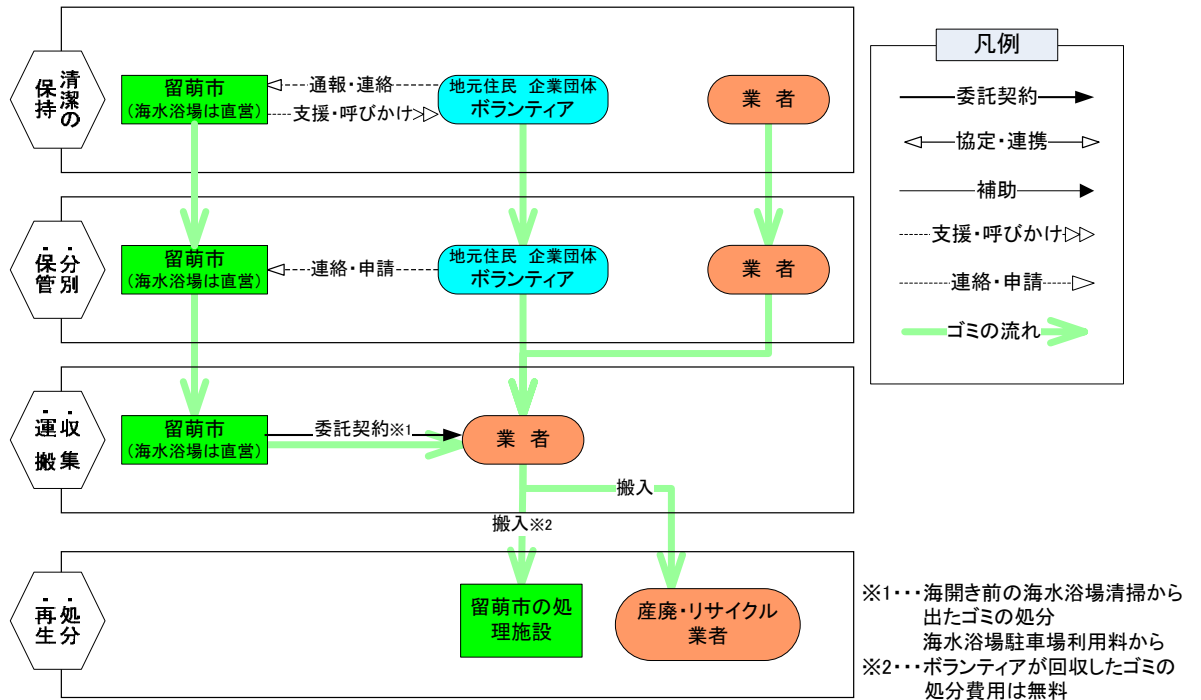 清潔の
保持
留萌市
(海水浴場は直営)
通報・連絡
支援・呼びかけ
地元住民 企業団体
ボランティア
業 者
分別・
保管・
留萌市
(海水浴場は直営)
連絡・申請
地元住民 企業団体
ボランティア
業 者
収集・
運搬・
留萌市
(海水浴場は直営)
委託契約※1
業 者
搬入
搬入※2
処分・
再生・
留萌市の処
理施設
産廃・リサイクル
業者
凡例
委託契約
協定・連携
補助
支援・呼びかけ
連絡・申請
ゴミの流れ
※1・・・海開き前の海水浴場清掃から
出たゴミの処分
海水浴場駐車場利用料から
※2・・・ボランティアが回収したゴミの
処分費用は無料